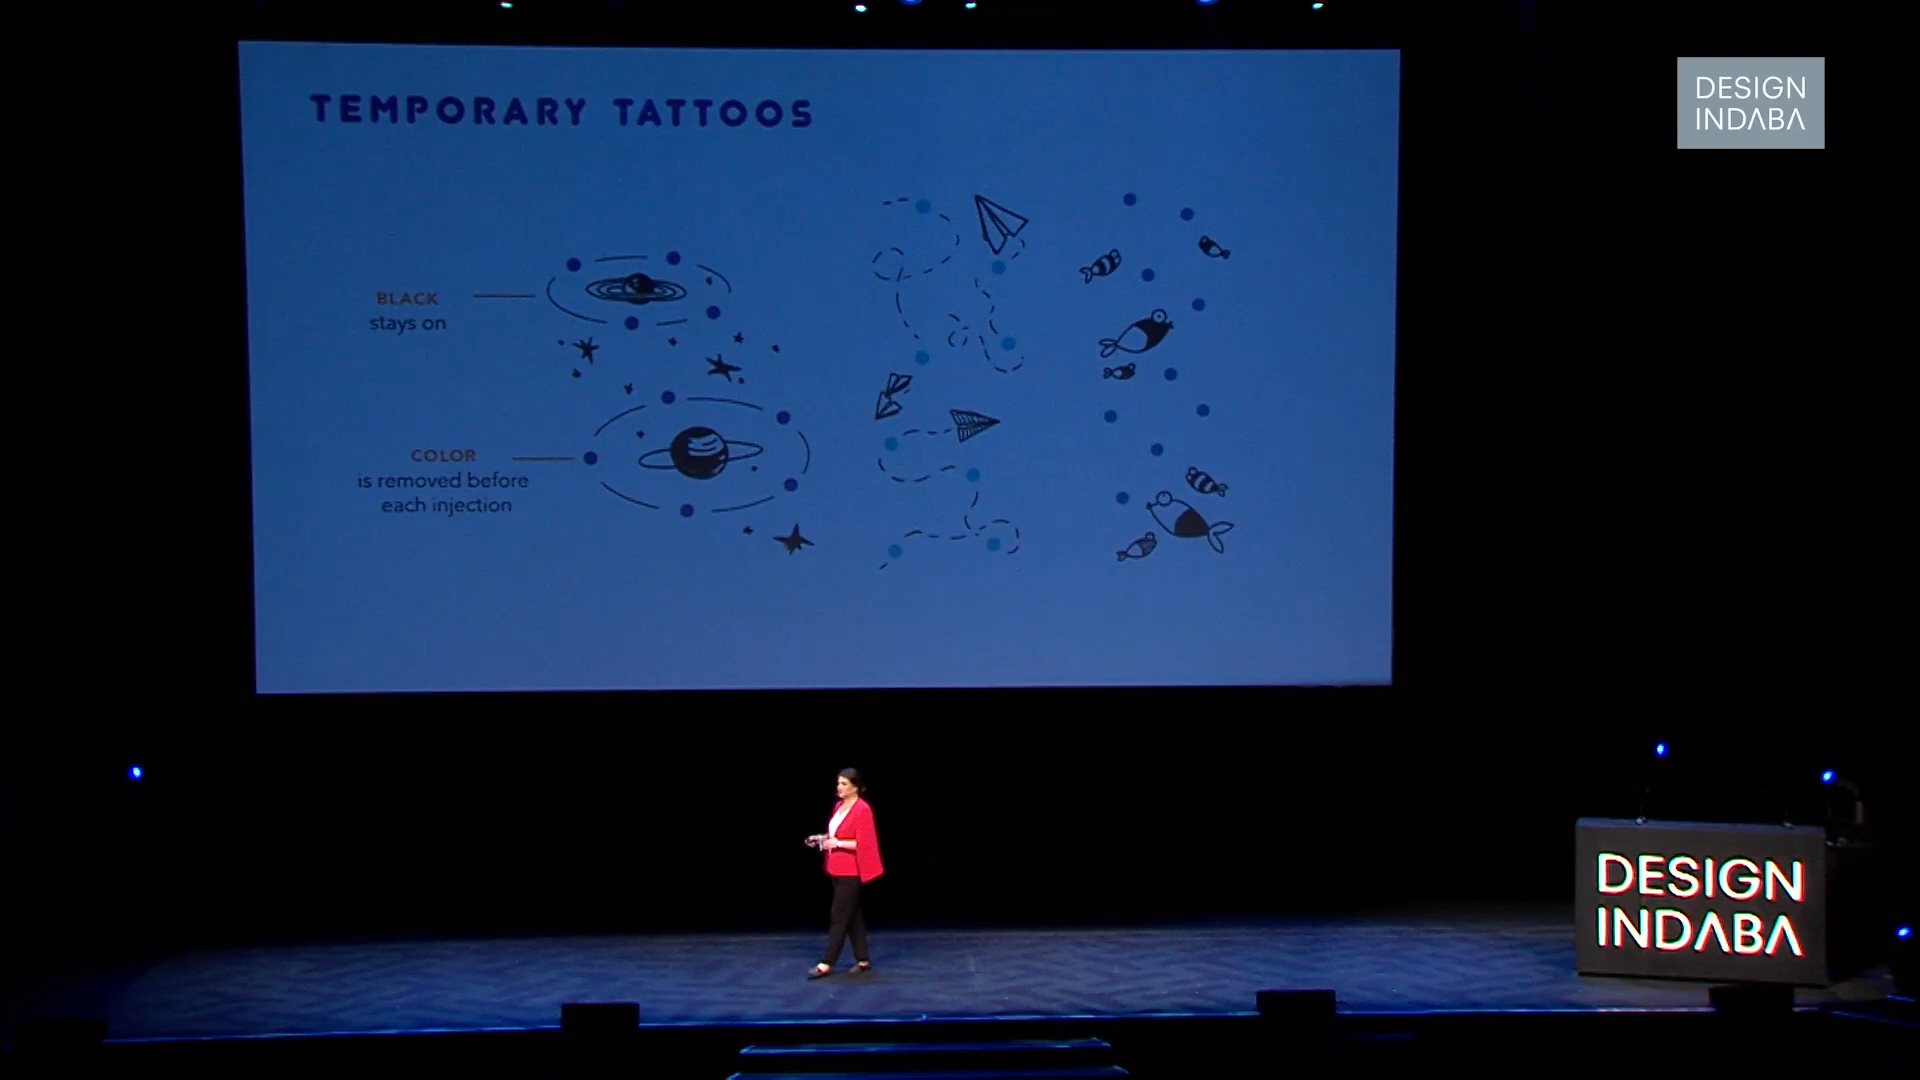 TEMPORARY TATTOOS
BLACK
stays on
COLOR
is removed before
each injection
DESIGN
INDABA
DESIGN
INDABA